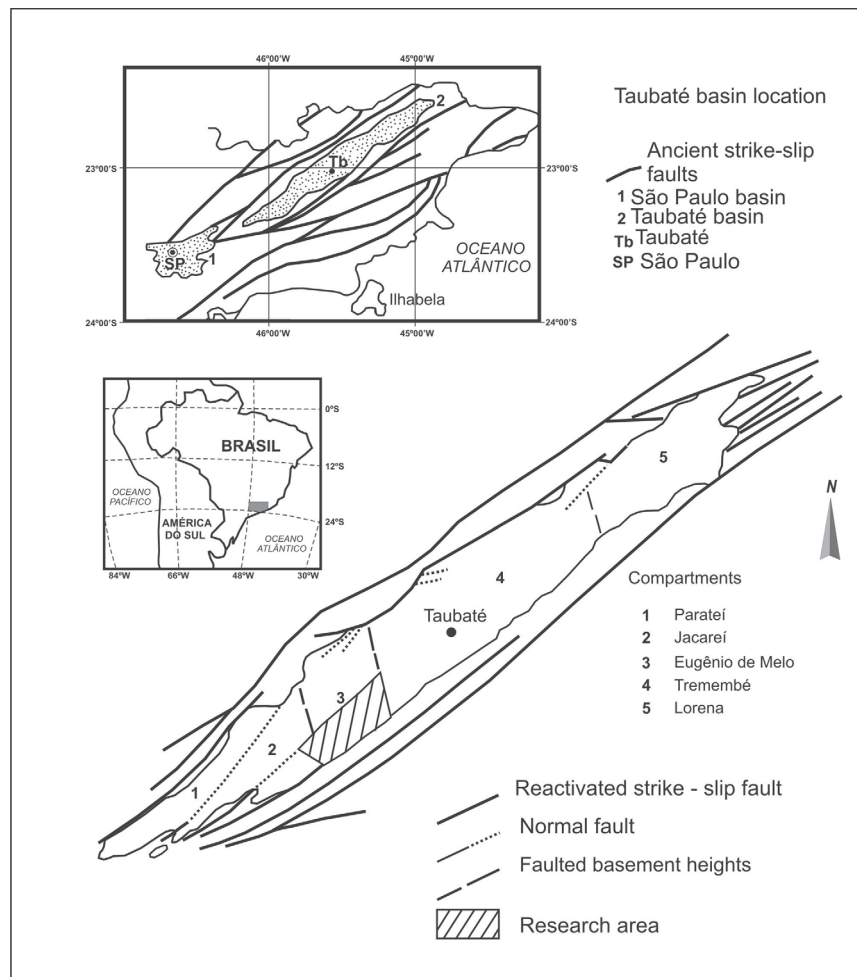 46°00'W 45°00'W
Taubaté basin location
2
Ancient strike-slip
faults
23°00'S
Tb
1 São Paulo basin
2 Taubaté basin
Tb Taubaté
SP São Paulo
1
SP
OCEANO
ATLÂNTICO
Ilhabela
24°00'S
46°00'W 45°00'W
0°S
BRASIL
12°S
OCEANO
PACÍFICO
AMÉRICA
DO SUL
24°S
OCEANO
ATLÂNTICO
84°W 66°W 48°W 30°W
5
N
4
Taubaté
3
2
1
Compartments
1 Parateí
2 Jacareí
3 Eugênio de Melo
4 Tremembé
5 Lorena
Reactivated strike - slip fault
Normal fault
Faulted basement heights
Research area